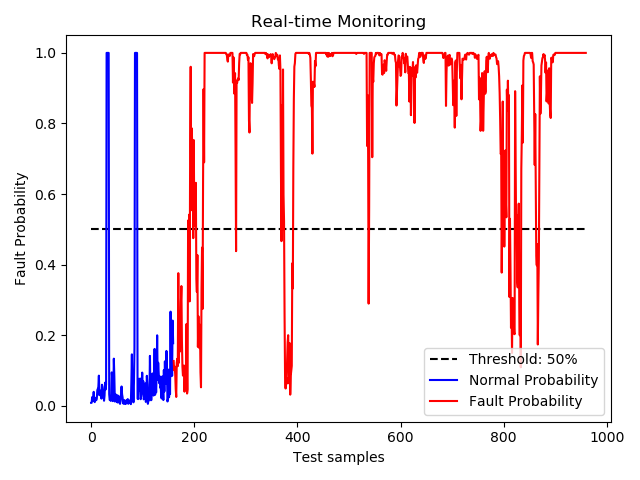 Real-time Monitoring
Fault Probability
1.0
0.8
0.6
0.4
0.2
0.0
0
200
400
600
800
1000
Test samples
Threshold: 50%
Normal Probability
Fault Probability